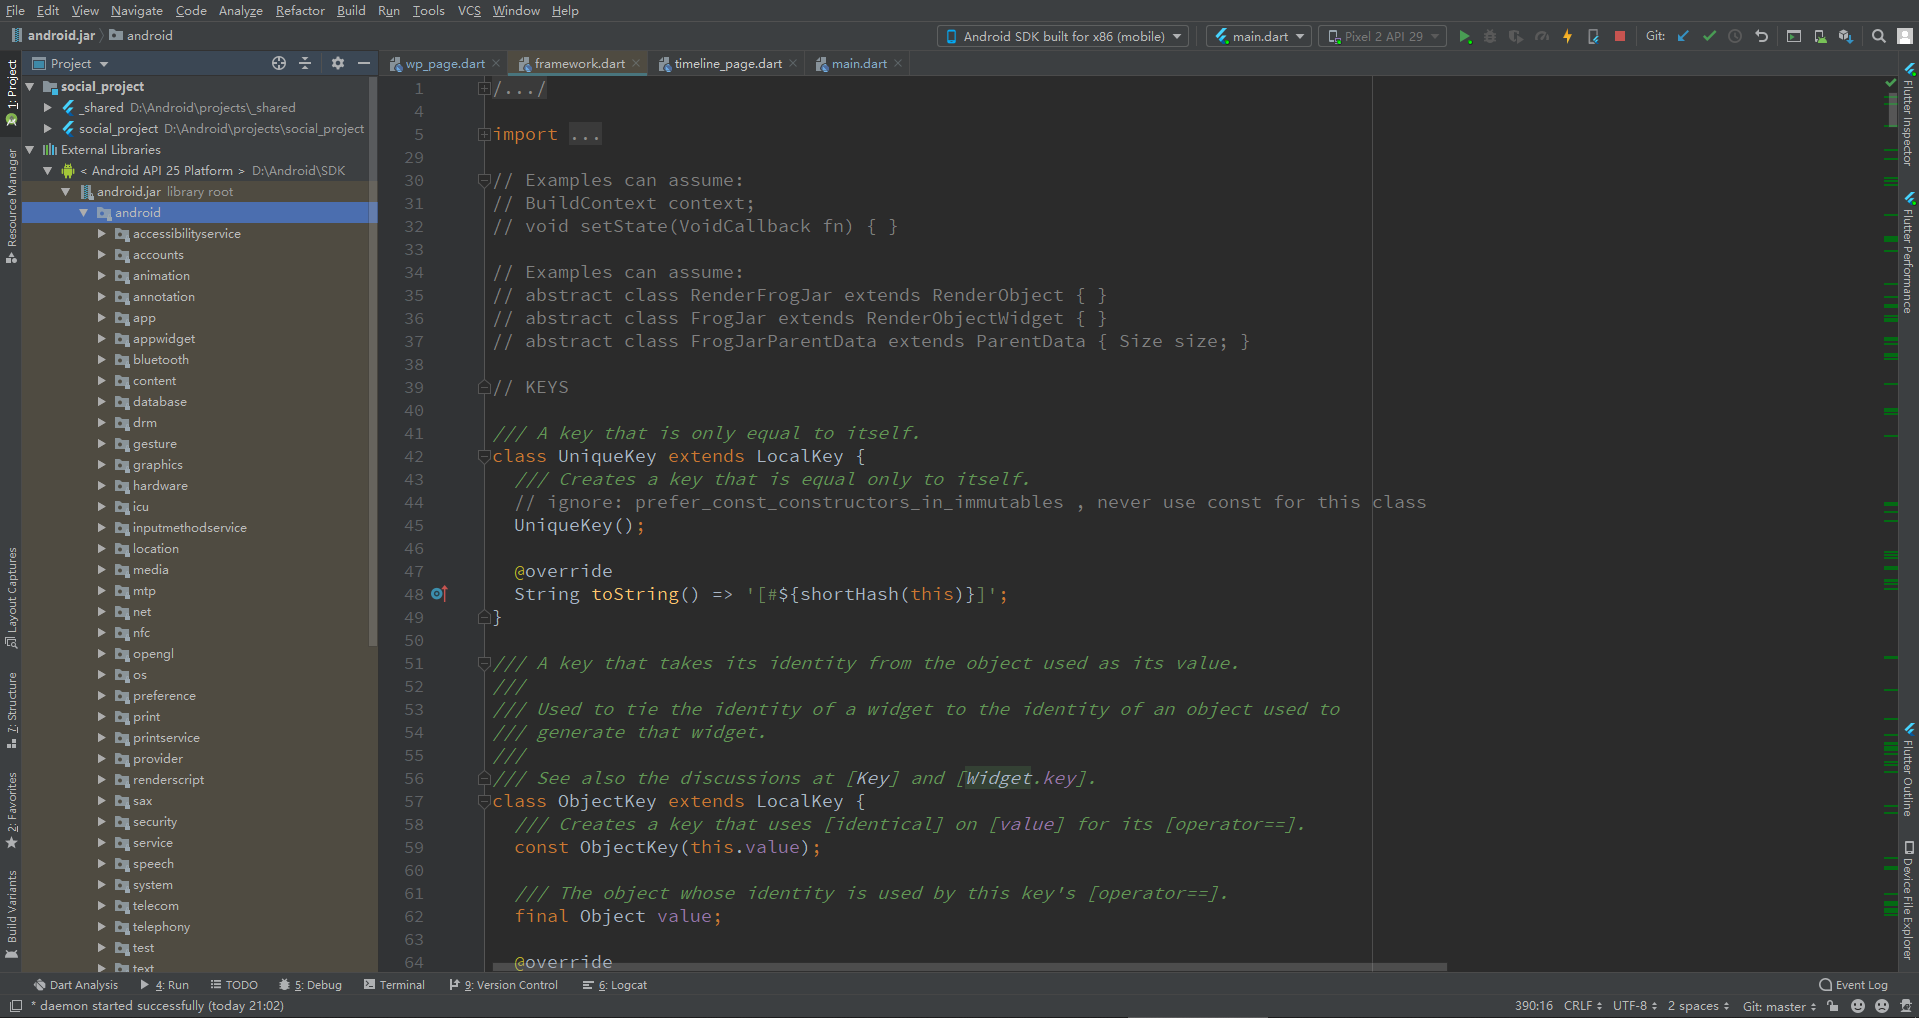 File Edit View Navigate Code Analyze Refactor Build Run Tools VCS Window Help
android.jar android
Android SDK built for x86 (mobile) main.dart Pixel 2 API 29 Git:
Project
wp_page.dart framework.dart timeline_page.dart main.dart
1: Project
Resource Manager
Layout Captures
7: Structure
2: Favorites
Build Variants
social_project
_shared D:\Android\projects\_shared
social_project D:\Android\projects\social_project
External Libraries
< Android API 25 Platform > D:\Android\SDK
android.jar library root
android
accessibilityservice
accounts
animation
annotation
app
appwidget
bluetooth
content
database
drm
gesture
graphics
hardware
icu
inputmethodservice
location
media
mtp
net
nfc
opengl
os
preference
print
printservice
provider
renderscript
sax
security
service
speech
system
telecom
telephony
test
text
1 /.../
4
5 import ...
29
30 // Examples can assume:
31 // BuildContext context;
32 // void setState(VoidCallback fn) { }
33
34 // Examples can assume:
35 // abstract class RenderFrogJar extends RenderObject { }
36 // abstract class FrogJar extends RenderObjectWidget { }
37 // abstract class FrogJarParentData extends ParentData { Size size; }
38
39 // KEYS
40
41 /// A key that is only equal to itself.
42 class UniqueKey extends LocalKey {
43 /// Creates a key that is equal only to itself.
44 // ignore: prefer_const_constructors_in_immutables , never use const for this class
45 UniqueKey();
46
47 @override
48 String toString() => '[#${shortHash(this)}]';
49 }
50
51 /// A key that takes its identity from the object used as its value.
52 ///
53 /// Used to tie the identity of a widget to the identity of an object used to
54 /// generate that widget.
55 ///
56 /// See also the discussions at [Key] and [Widget.key].
57 class ObjectKey extends LocalKey {
58 /// Creates a key that uses [identical] on [value] for its [operator==].
59 const ObjectKey(this.value);
60
61 /// The object whose identity is used by this key's [operator==].
62 final Object value;
63
64 @override
Flutter Inspector
Flutter Performance
Flutter Outline
Device File Explorer
Dart Analysis 4: Run TODO 5: Debug Terminal 9: Version Control 6: Logcat Event Log
* daemon started successfully (today 21:02) 390:16 CRLF UTF-8 2 spaces Git: master